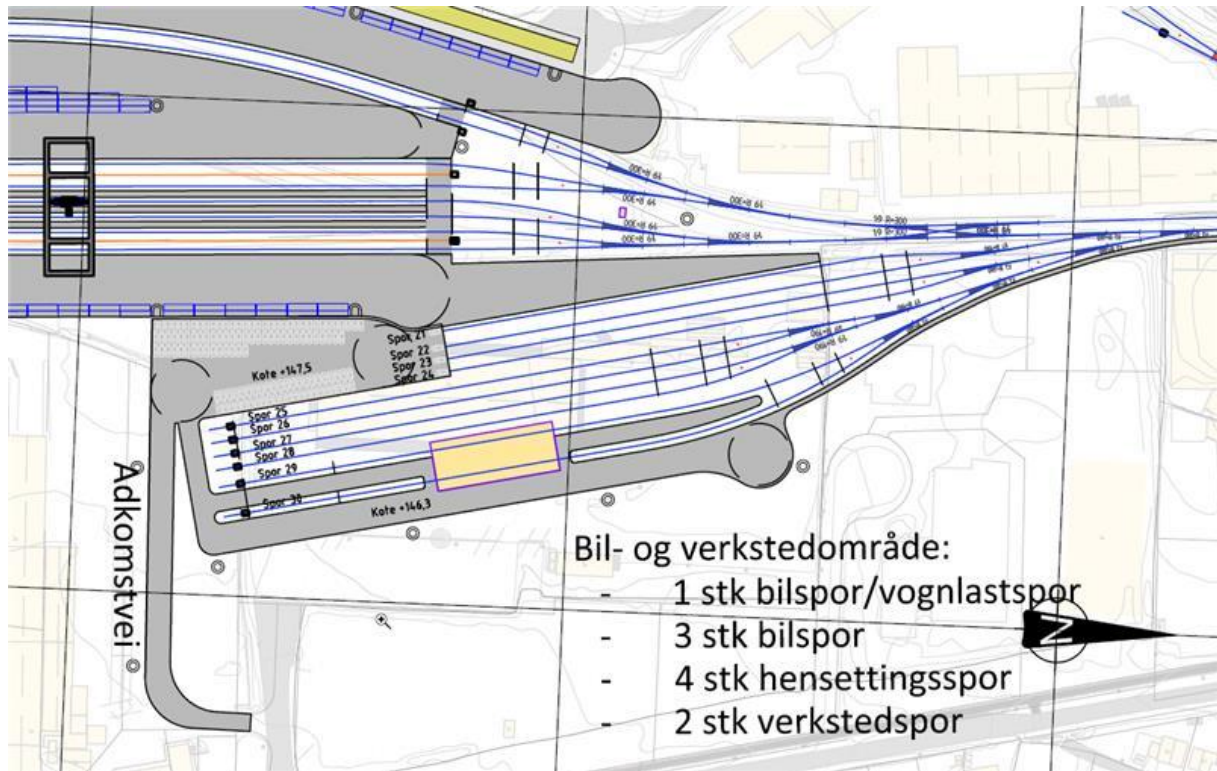 Spor 21
Spor 22
Spor 23
Spor 24
Kote +147,5
Spor 25
Spor 26
Spor 27
Spor 28
Spor 29
Spor 30
Kote +146,3
Adkomstvei
Bil- og verkstedområde:
- 1 stk bilspor/vognlastspor
- 3 stk bilspor
- 4 stk hensettingsspor
- 2 stk verkstedspor
N